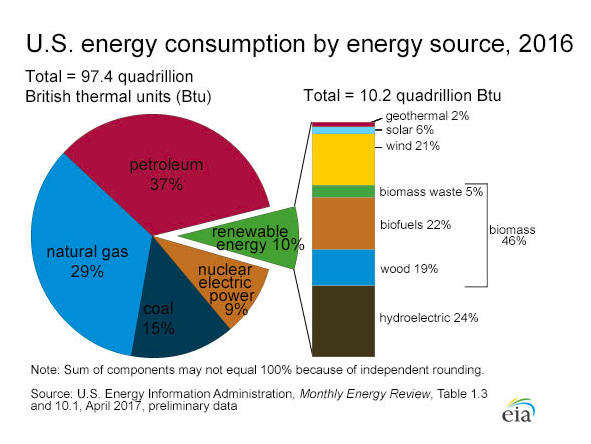 U.S. energy consumption by energy source, 2016
Total = 97.4 quadrillion
British thermal units (Btu)
Total = 10.2 quadrillion Btu
petroleum
37%
natural gas
29%
coal
15%
nuclear
electric
power
9%
renewable
energy 10%
geothermal 2%
solar 6%
wind 21%
biomass waste 5%
biofuels 22%
wood 19%
biomass
46%
hydroelectric 24%
Note: Sum of components may not equal 100% because of independent rounding.
Source: U.S. Energy Information Administration, Monthly Energy Review, Table 1.3
and 10.1, April 2017, preliminary data
eia